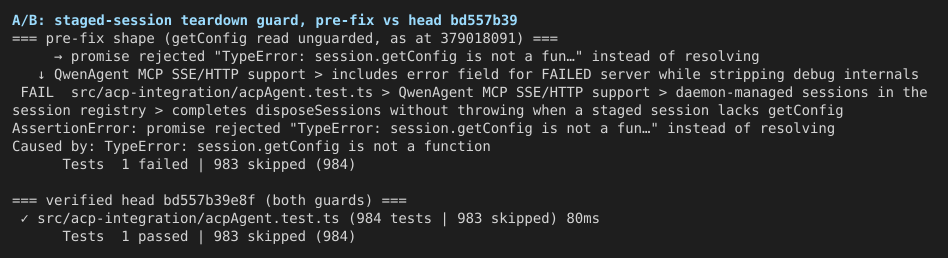 A/B: staged-session teardown guard, pre-fix vs head bd557b39
=== pre-fix shape (getConfig read unguarded, as at 379018091) ===
→ promise rejected "TypeError: session.getConfig is not a fun…" instead of resolving
↓ QwenAgent MCP SSE/HTTP support > includes error field for FAILED server while stripping debug internals
FAIL  src/acp-integration/acpAgent.test.ts > QwenAgent MCP SSE/HTTP support > daemon-managed sessions in the
session registry > completes disposeSessions without throwing when a staged session lacks getConfig
AssertionError: promise rejected "TypeError: session.getConfig is not a fun…" instead of resolving
Caused by: TypeError: session.getConfig is not a function
Tests  1 failed | 983 skipped (984)
=== verified head bd557b39e8f (both guards) ===
✓ src/acp-integration/acpAgent.test.ts (984 tests | 983 skipped) 80ms
Tests  1 passed | 983 skipped (984)